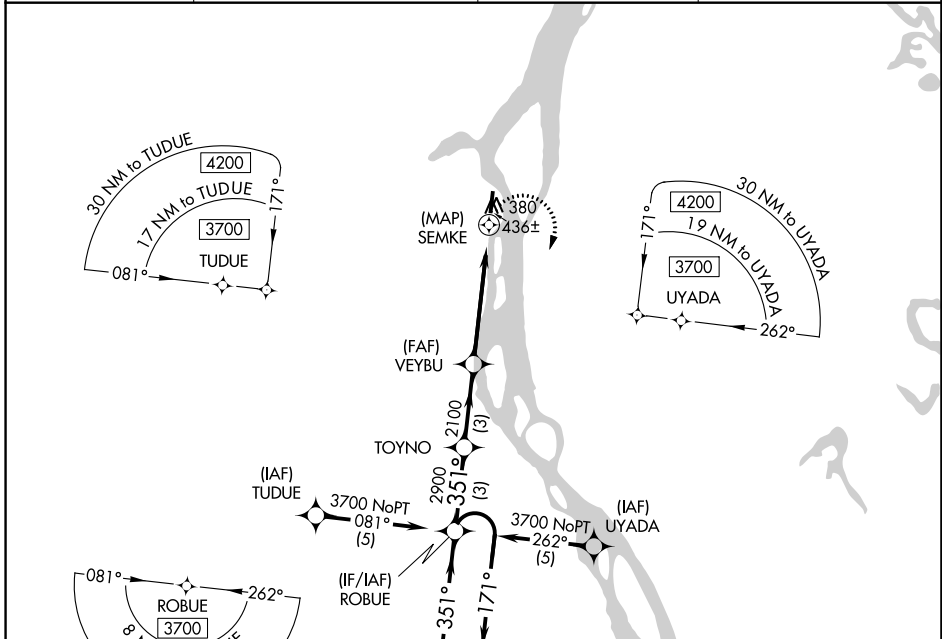 30 NM to TUDUE
4200
17 NM to TUDUE
3700
TUDUE
081°
171°
(MAP)
SEMKE
380
436±
30 NM to UYADA
4200
19 NM to UYADA
3700
UYADA
171°
262°
(FAF)
VEYBU
2100
(3)
TOYNO
2900
351°
(3)
(IAF)
TUDUE
3700 NoPT
081°
(5)
(IAF)
UYADA
3700 NoPT
262°
(5)
(IF/IAF)
ROBUE
351°
171°
081°
262°
ROBUE
3700